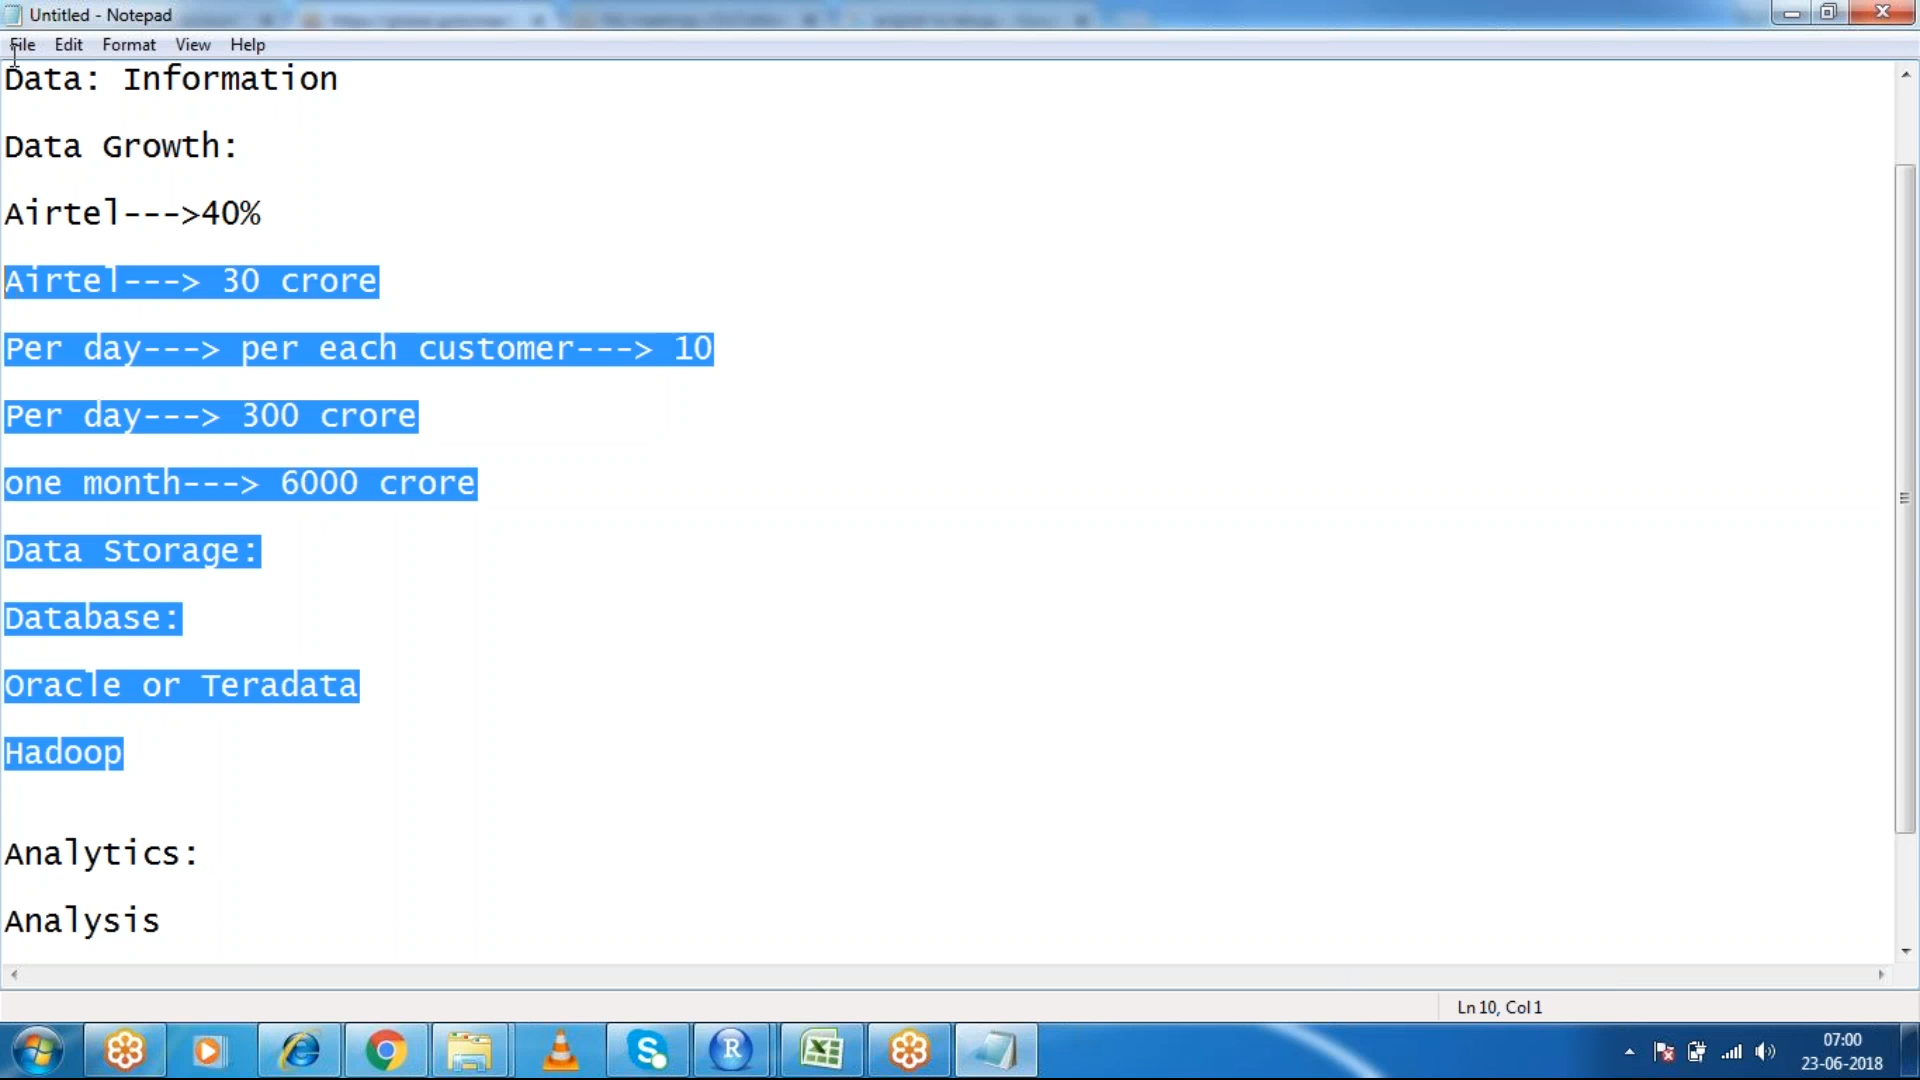 Untitled - Notepad
File Edit Format View Help
Data: Information
Data Growth:
Airtel--->40%
Airtel---> 30 crore
Per day---> per each customer---> 10
Per day---> 300 crore
one month---> 6000 crore
Data Storage:
Database:
Oracle or Teradata
Hadoop
Analytics:
Analysis
Ln 10, Col 1
07:00
23-06-2018